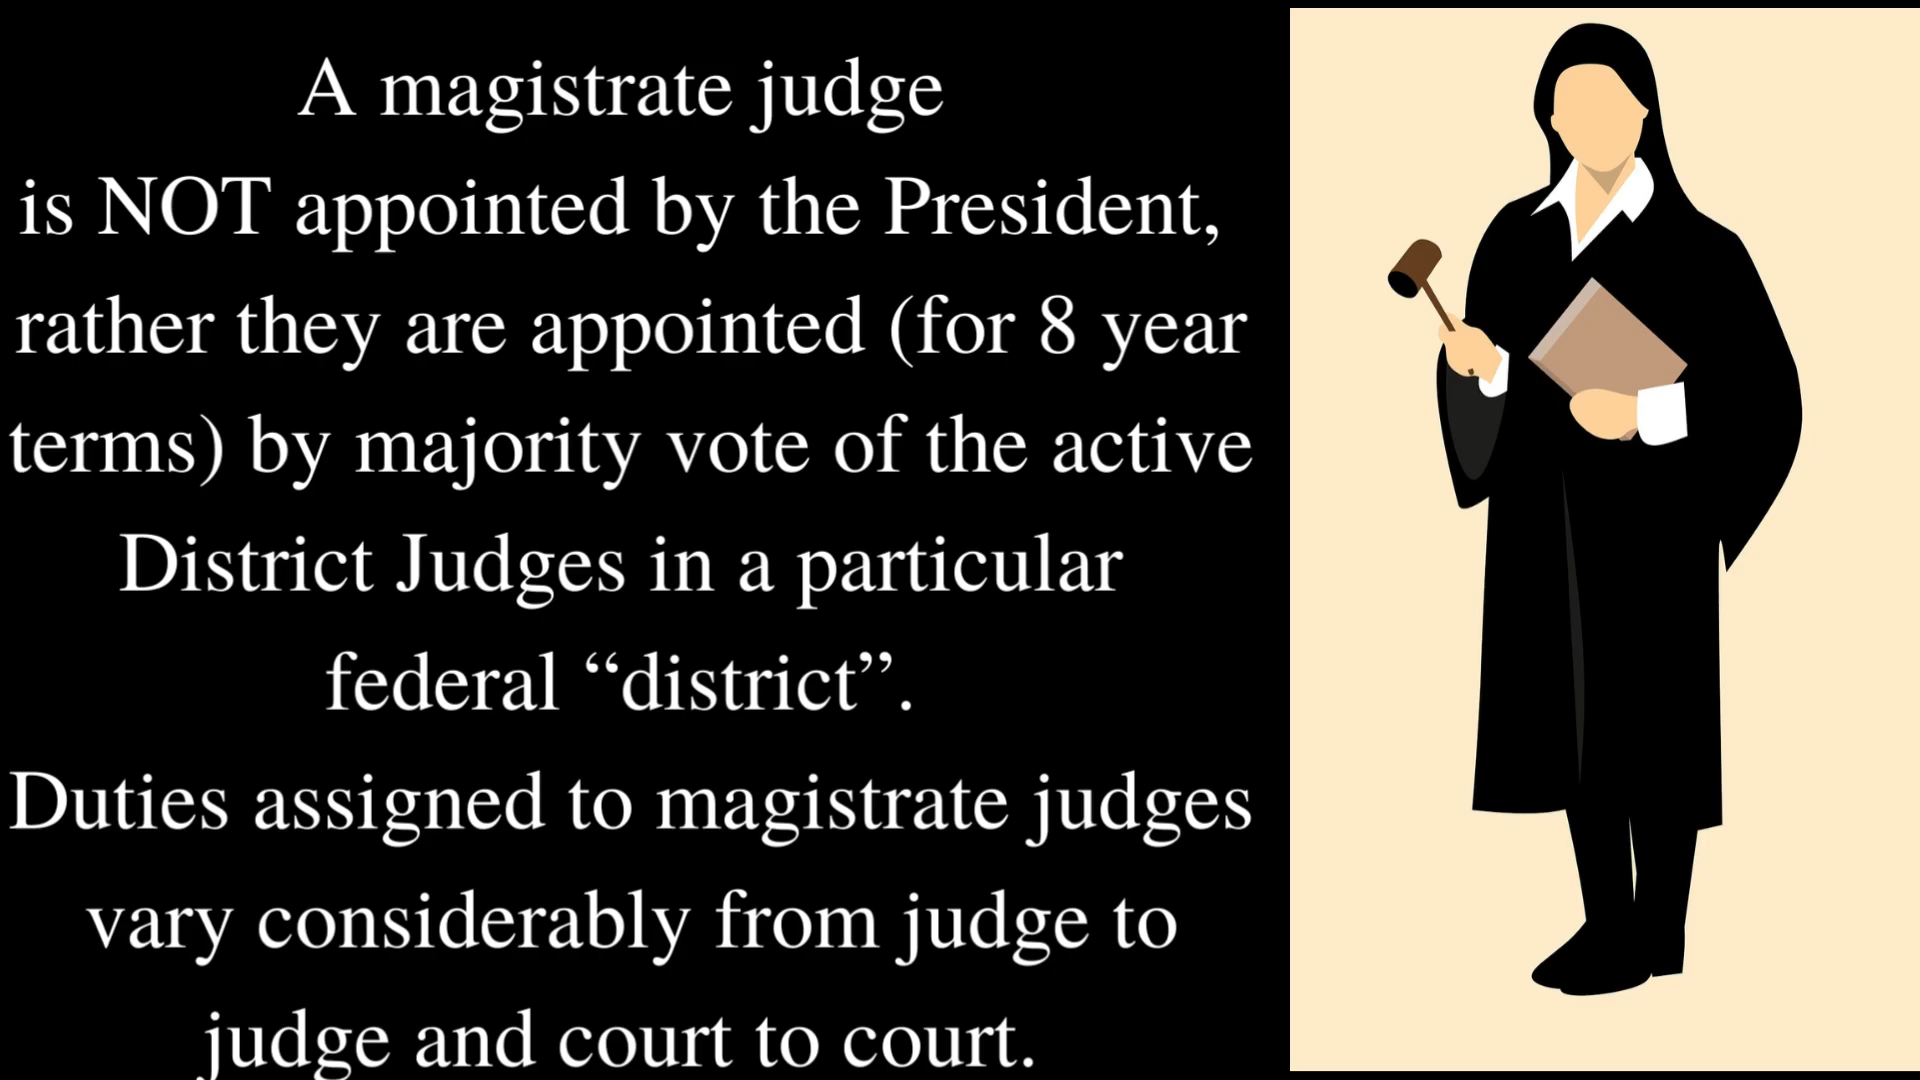 A magistrate judge
is NOT appointed by the President,
rather they are appointed (for 8 year
terms) by majority vote of the active
District Judges in a particular
federal “district”.
Duties assigned to magistrate judges
vary considerably from judge to
judge and court to court.